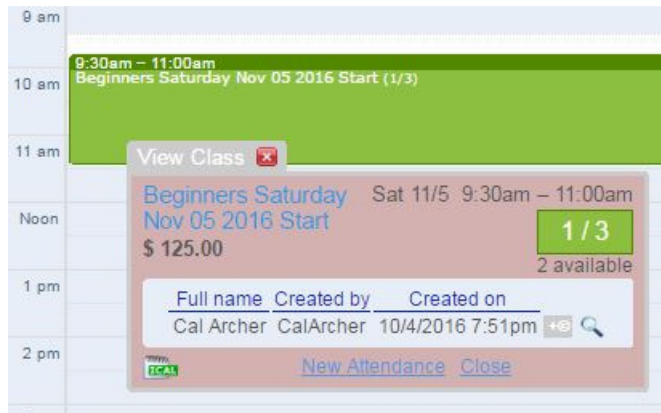 9 am
9:30am – 11:00am
Beginners Saturday Nov 05 2016 Start (1/3)
10 am
11 am
View Class
Beginners Saturday Sat 11/5 9:30am – 11:00am
Nov 05 2016 Start
1 / 3
$ 125.00
2 available
Noon
1 pm
Full name Created by Created on
Cal Archer CalArcher 10/4/2016 7:51pm
2 pm
ICAL New Attendance Close